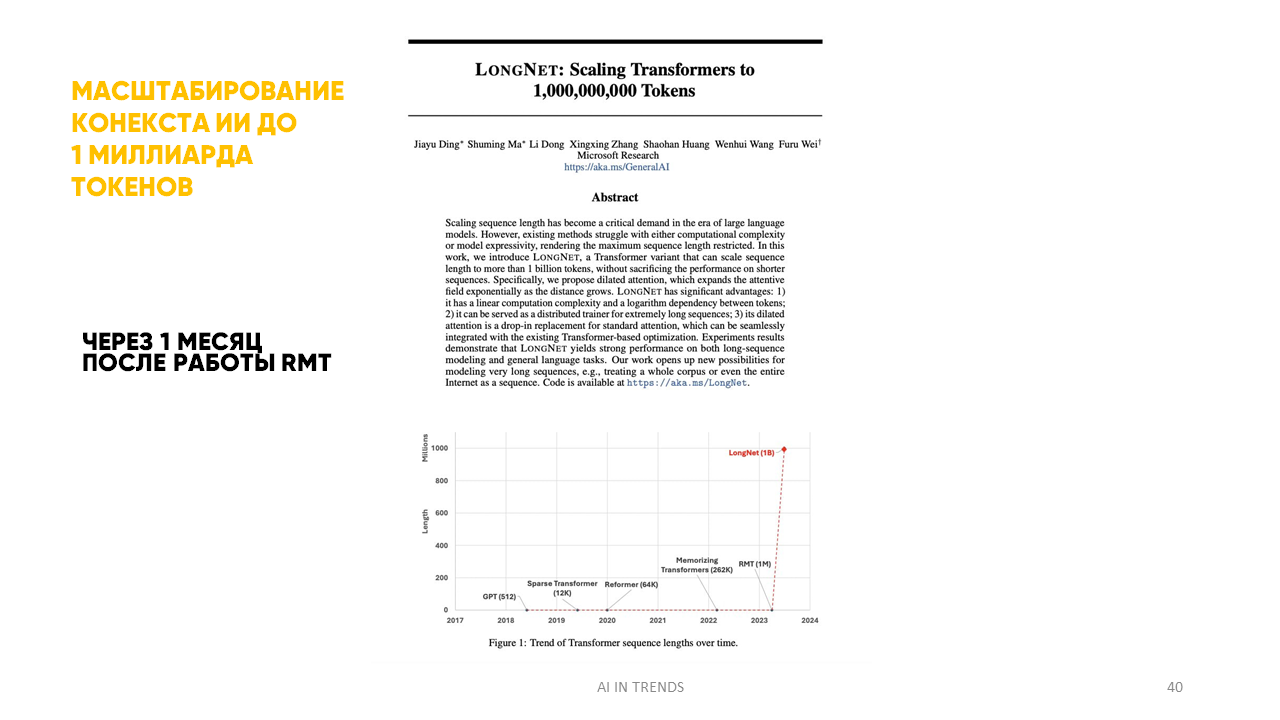 МАСШТАБИРОВАНИЕ
КОНЕКСТА ИИ ДО
1 МИЛЛИАРДА
ТОКЕНОВ
ЧЕРЕЗ 1 МЕСЯЦ
ПОСЛЕ РАБОТЫ RMT
LONGNET: Scaling Transformers to
1,000,000,000 Tokens
Jiayu Ding* Shuming Ma* Li Dong Xingxing Zhang Shaohan Huang Wenhui Wang Furu Wei†
Microsoft Research
https://aka.ms/GeneralAI
Abstract
Scaling sequence length has become a critical demand in the era of large language
models. However, existing methods struggle with either computational complexity
or model expressivity, rendering the maximum sequence length restricted. In this
work, we introduce LONGNET, a Transformer variant that can scale sequence
length to more than 1 billion tokens, without sacrificing the performance on shorter
sequences. Specifically, we propose dilated attention, which expands the attentive
field exponentially as the distance grows. LONGNET has significant advantages: 1)
it has a linear computation complexity and a logarithm dependency between tokens;
2) it can be served as a distributed trainer for extremely long sequences; 3) its dilated
attention is a drop-in replacement for standard attention, which can be seamlessly
integrated with the existing Transformer-based optimization. Experiments results
demonstrate that LONGNET yields strong performance on both long-sequence
modeling and general language tasks. Our work opens up new possibilities for
modeling very long sequences, e.g., treating a whole corpus or even the entire
Internet as a sequence. Code is available at https://aka.ms/LongNet.
Millions
Length
1000
800
600
400
200
0
LongNet (1B)
Memorizing
Transformers (262K)
RMT (1M)
Sparse Transformer
(12K)
Reformer (64K)
GPT (512)
2017 2018 2019 2020 2021 2022 2023 2024
Figure 1: Trend of Transformer sequence lengths over time.
AI IN TRENDS
40